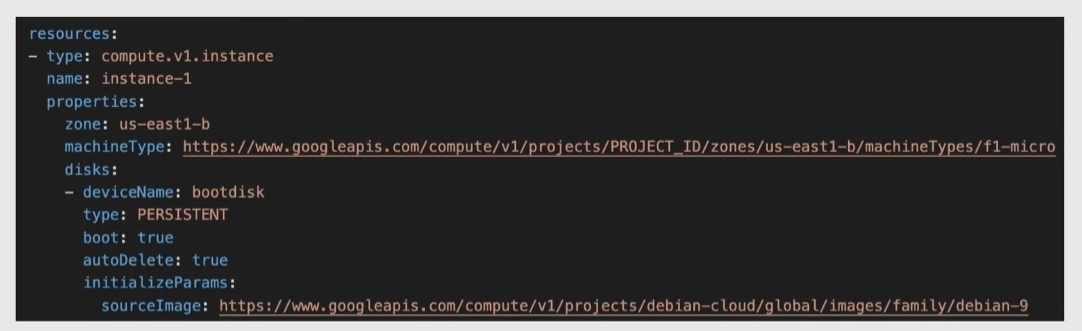 resources:
- type: compute.v1.instance
  name: instance-1
  properties:
    zone: us-east1-b
    machineType: https://www.googleapis.com/compute/v1/projects/PROJECT_ID/zones/us-east1-b/machineTypes/f1-micro
    disks:
    - deviceName: bootdisk
      type: PERSISTENT
      boot: true
      autoDelete: true
      initializeParams:
        sourceImage: https://www.googleapis.com/compute/v1/projects/debian-cloud/global/images/family/debian-9